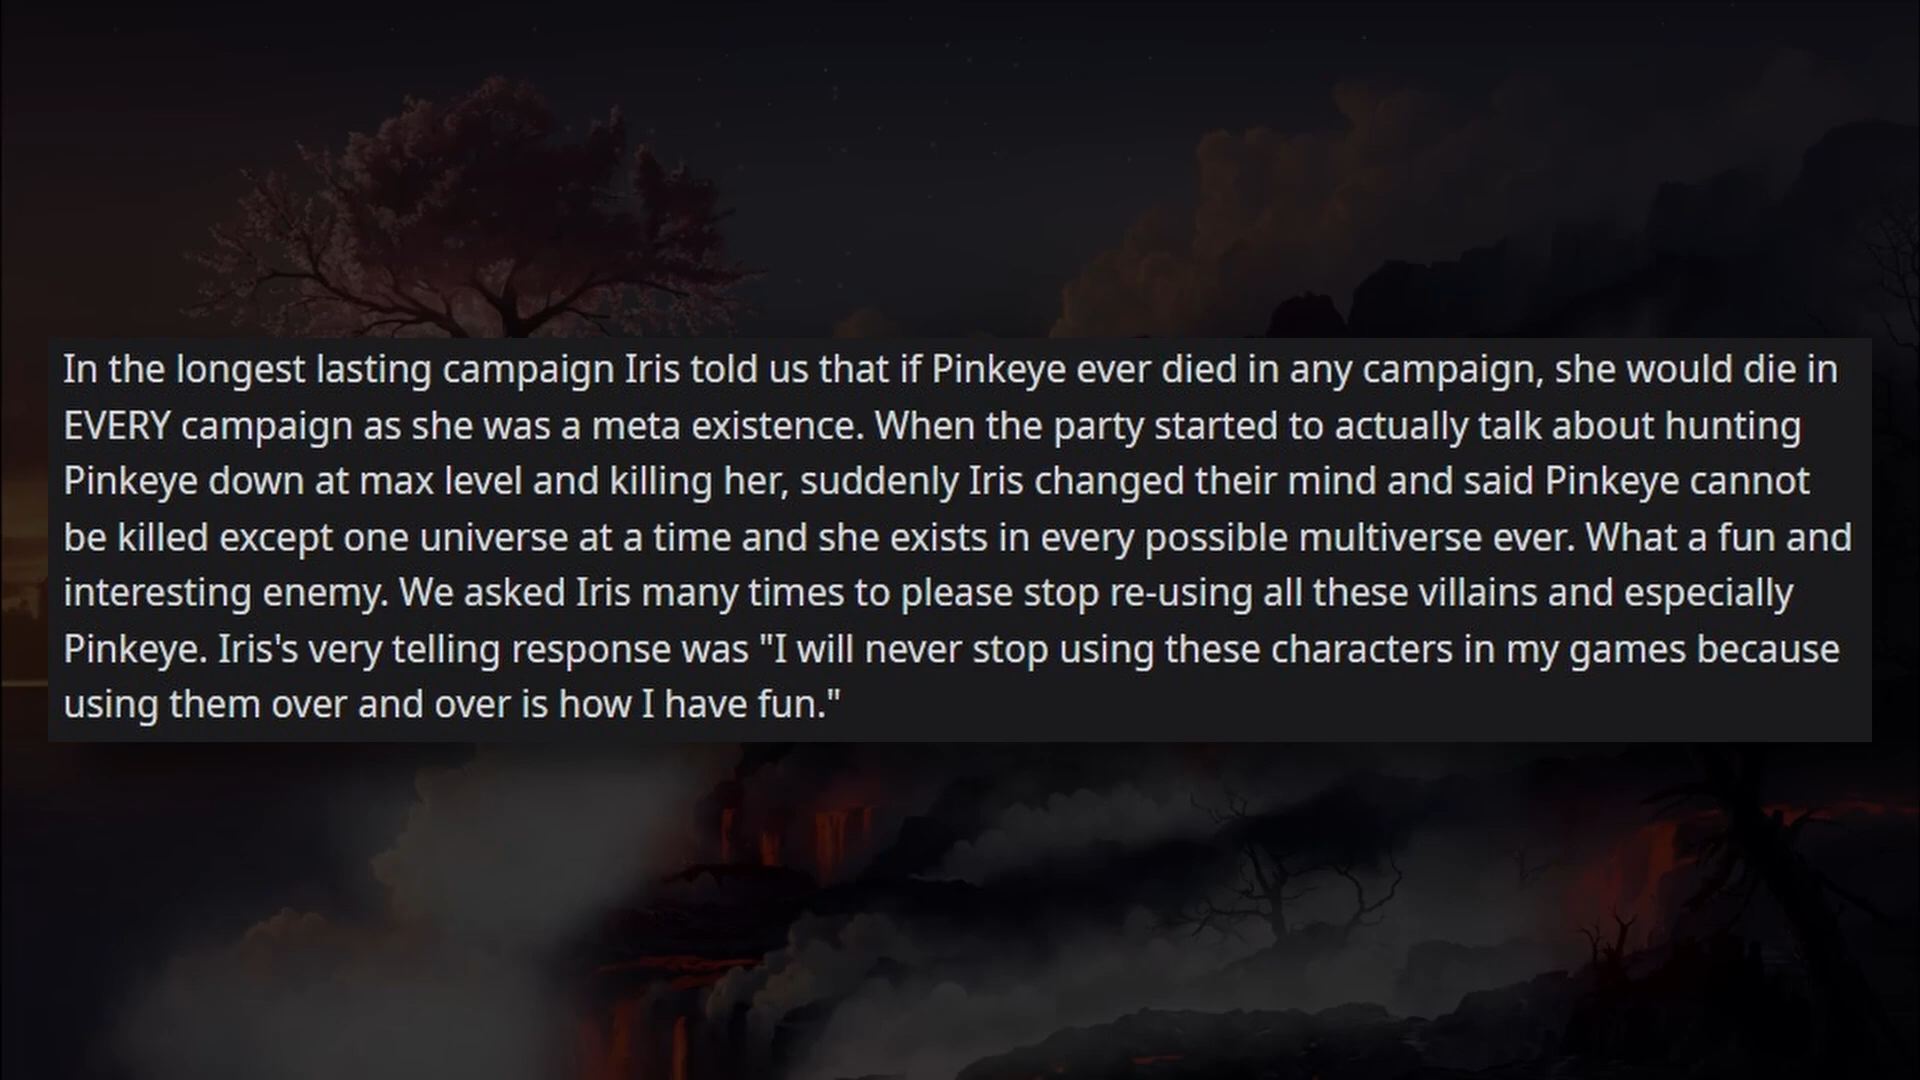 In the longest lasting campaign Iris told us that if Pinkeye ever died in any campaign, she would die in
EVERY campaign as she was a meta existence. When the party started to actually talk about hunting
Pinkeye down at max level and killing her, suddenly Iris changed their mind and said Pinkeye cannot
be killed except one universe at a time and she exists in every possible multiverse ever. What a fun and
interesting enemy. We asked Iris many times to please stop re-using all these villains and especially
Pinkeye. Iris's very telling response was "I will never stop using these characters in my games because
using them over and over is how I have fun."